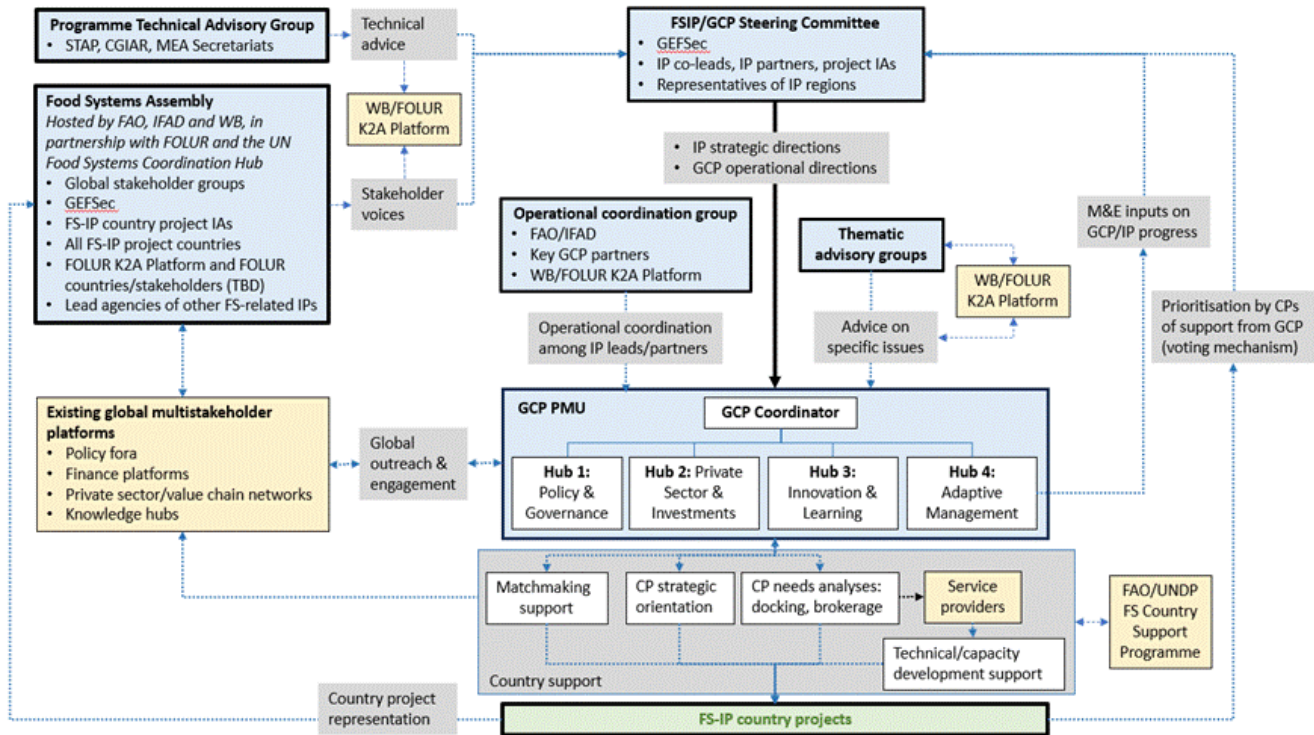 Programme Technical Advisory Group
• STAP, CGIAR, MEA Secretariats
Technical
advice
FSIP/GCP Steering Committee
• GEFSec
• IP co-leads, IP partners, project IAs
• Representatives of IP regions
Food Systems Assembly
Hosted by FAO, IFAD and WB, in
partnership with FOLUR and the UN
Food Systems Coordination Hub
• Global stakeholder groups
• GEFSec
• FS-IP country project IAs
• All FS-IP project countries
• FOLUR K2A Platform and FOLUR
countries/stakeholders (TBD)
• Lead agencies of other FS-related IPs
WB/FOLUR
K2A Platform
Stakeholder
voices
• IP strategic directions
• GCP operational directions
Operational coordination group
• FAO/IFAD
• Key GCP partners
• WB/FOLUR K2A Platform
Thematic
advisory groups
WB/FOLUR
K2A Platform
M&E inputs on
GCP/IP progress
Prioritisation by CPs
of support from GCP
(voting mechanism)
Operational coordination
among IP leads/partners
Advice on
specific issues
Existing global multistakeholder
platforms
• Policy fora
• Finance platforms
• Private sector/value chain networks
• Knowledge hubs
Global
outreach &
engagement
GCP PMU
GCP Coordinator
Hub 1:
Policy &
Governance
Hub 2: Private
Sector &
Investments
Hub 3:
Innovation &
Learning
Hub 4:
Adaptive
Management
Matchmaking
support
CP strategic
orientation
CP needs analyses:
docking, brokerage
Service
providers
Technical/capacity
development support
Country support
FAO/UNDP
FS Country
Support
Programme
Country project
representation
FS-IP country projects